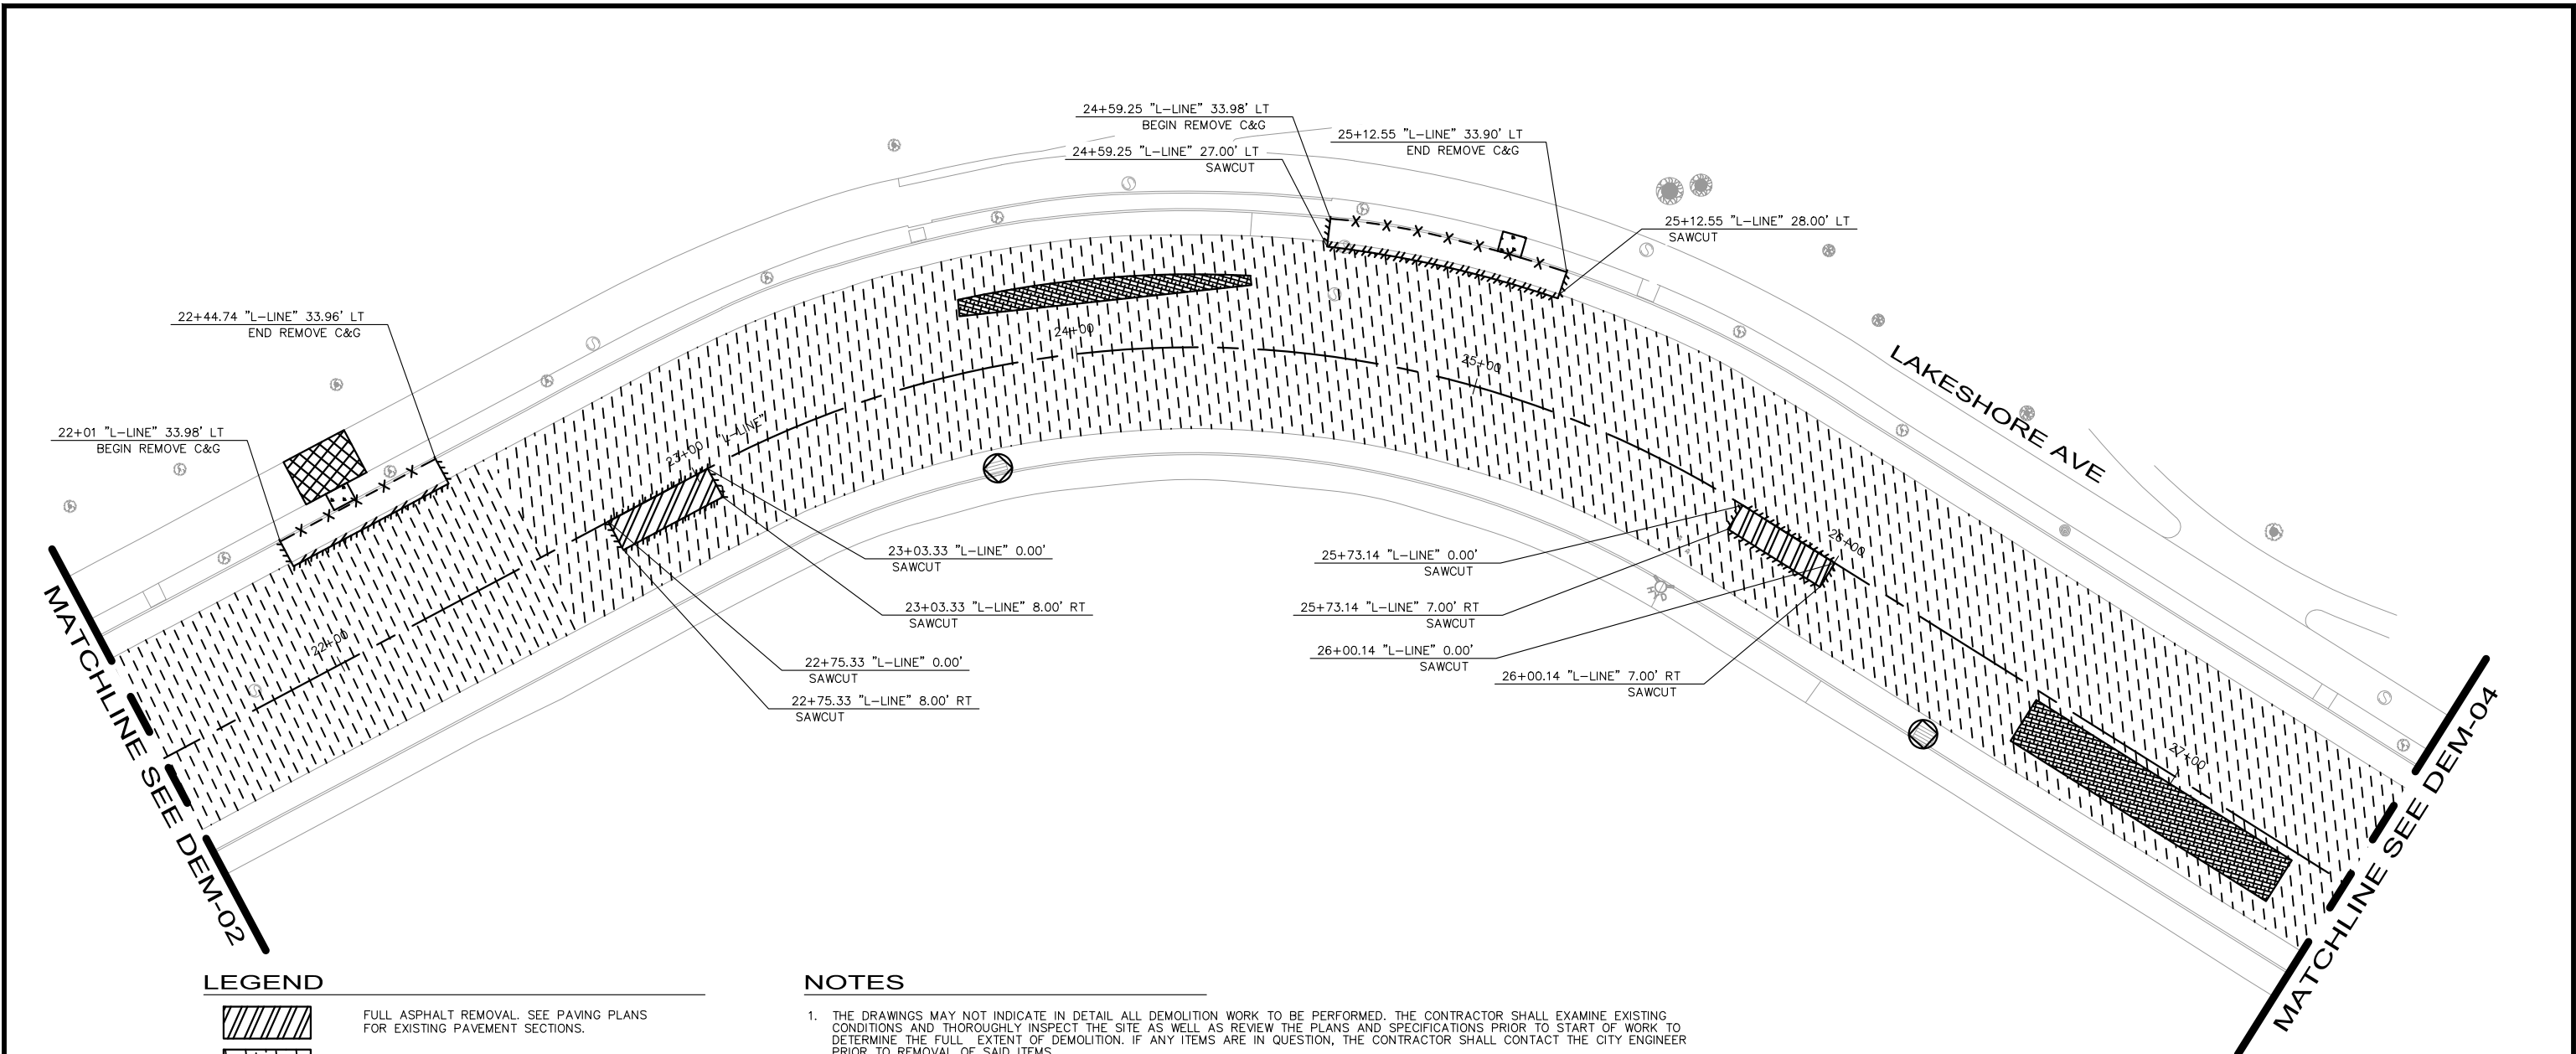 24+59.25 "L-LINE" 33.98' LT
BEGIN REMOVE C&G
25+12.55 "L-LINE" 33.90' LT
END REMOVE C&G
24+59.25 "L-LINE" 27.00' LT
SAWCUT
25+12.55 "L-LINE" 28.00' LT
SAWCUT
22+44.74 "L-LINE" 33.96' LT
END REMOVE C&G
22+01 "L-LINE" 33.98' LT
BEGIN REMOVE C&G
LAKESHORE AVE
22+00
23+00
"L-LINE"
24+00
25+00
26+00
27+00
23+03.33 "L-LINE" 0.00'
SAWCUT
23+03.33 "L-LINE" 8.00' RT
SAWCUT
22+75.33 "L-LINE" 0.00'
SAWCUT
22+75.33 "L-LINE" 8.00' RT
SAWCUT
25+73.14 "L-LINE" 0.00'
SAWCUT
25+73.14 "L-LINE" 7.00' RT
SAWCUT
26+00.14 "L-LINE" 0.00'
SAWCUT
26+00.14 "L-LINE" 7.00' RT
SAWCUT
MATCHLINE SEE DEM-02
MATCHLINE SEE DEM-04
LEGEND
FULL ASPHALT REMOVAL. SEE PAVING PLANS
FOR EXISTING PAVEMENT SECTIONS.
NOTES
1. THE DRAWINGS MAY NOT INDICATE IN DETAIL ALL DEMOLITION WORK TO BE PERFORMED. THE CONTRACTOR SHALL EXAMINE EXISTING
CONDITIONS AND THOROUGHLY INSPECT THE SITE AS WELL AS REVIEW THE PLANS AND SPECIFICATIONS PRIOR TO START OF WORK TO
DETERMINE THE FULL EXTENT OF DEMOLITION. IF ANY ITEMS ARE IN QUESTION, THE CONTRACTOR SHALL CONTACT THE CITY ENGINEER
PRIOR TO REMOVAL OF SAID ITEMS.